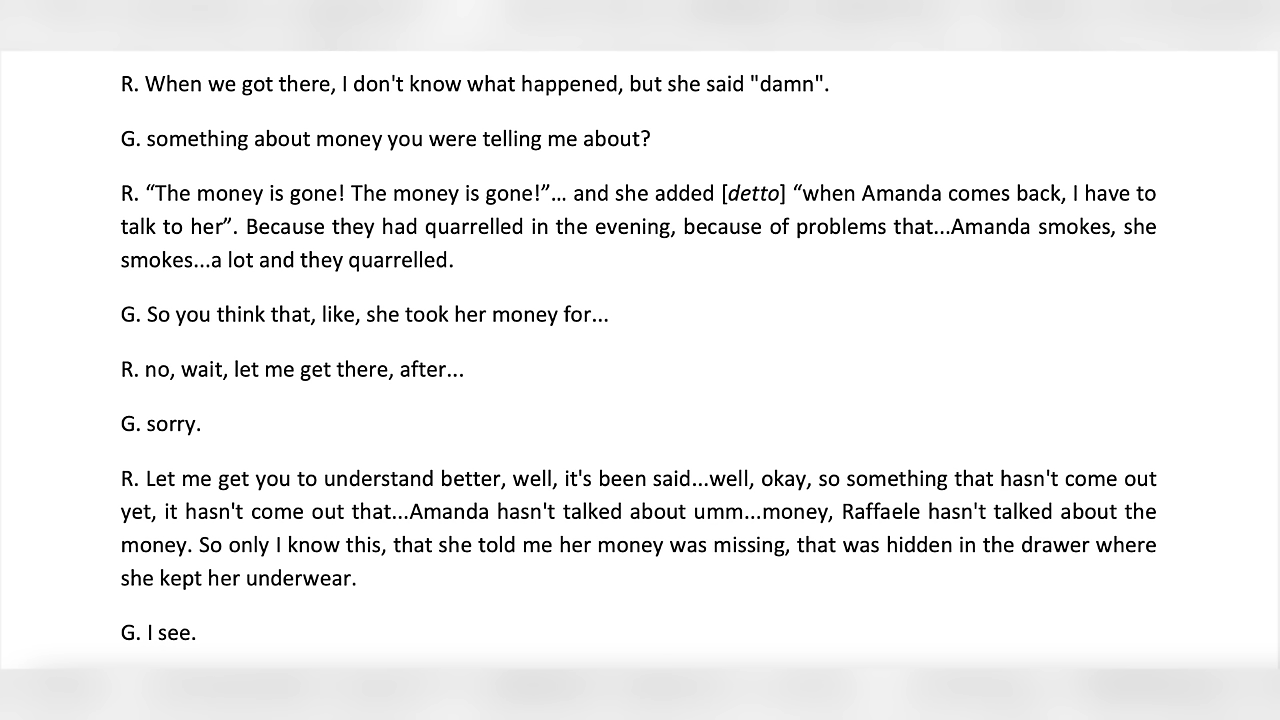 R. When we got there, I don't know what happened, but she said "damn".
G. something about money you were telling me about?
R. “The money is gone! The money is gone!”... and she added [detto] “when Amanda comes back, I have to
talk to her”. Because they had quarrelled in the evening, because of problems that...Amanda smokes, she
smokes...a lot and they quarrelled.
G. So you think that, like, she took her money for...
R. no, wait, let me get there, after...
G. sorry.
R. Let me get you to understand better, well, it's been said...well, okay, so something that hasn't come out
yet, it hasn't come out that...Amanda hasn't talked about umm...money, Raffaele hasn't talked about the
money. So only I know this, that she told me her money was missing, that was hidden in the drawer where
she kept her underwear.
G. I see.